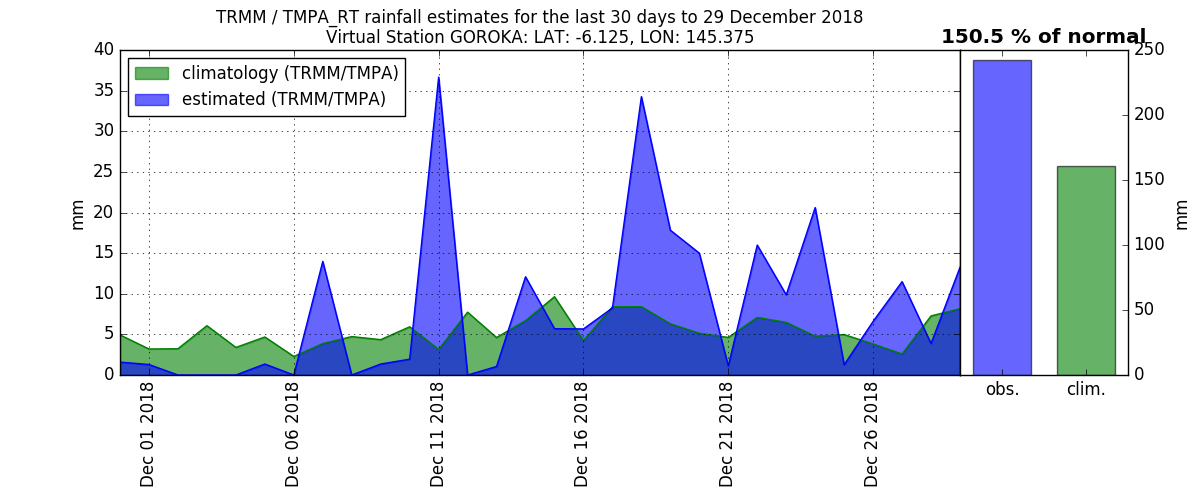 TRMM / TMPA_RT rainfall estimates for the last 30 days to 29 December 2018
Virtual Station GOROKA: LAT: -6.125, LON: 145.375
150.5 % of normal
climatology (TRMM/TMPA)
estimated (TRMM/TMPA)
40
35
30
25
20
15
10
5
0
mm
Dec 01 2018
Dec 06 2018
Dec 11 2018
Dec 16 2018
Dec 21 2018
Dec 26 2018
obs.
clim.
250
200
150
100
50
0
mm